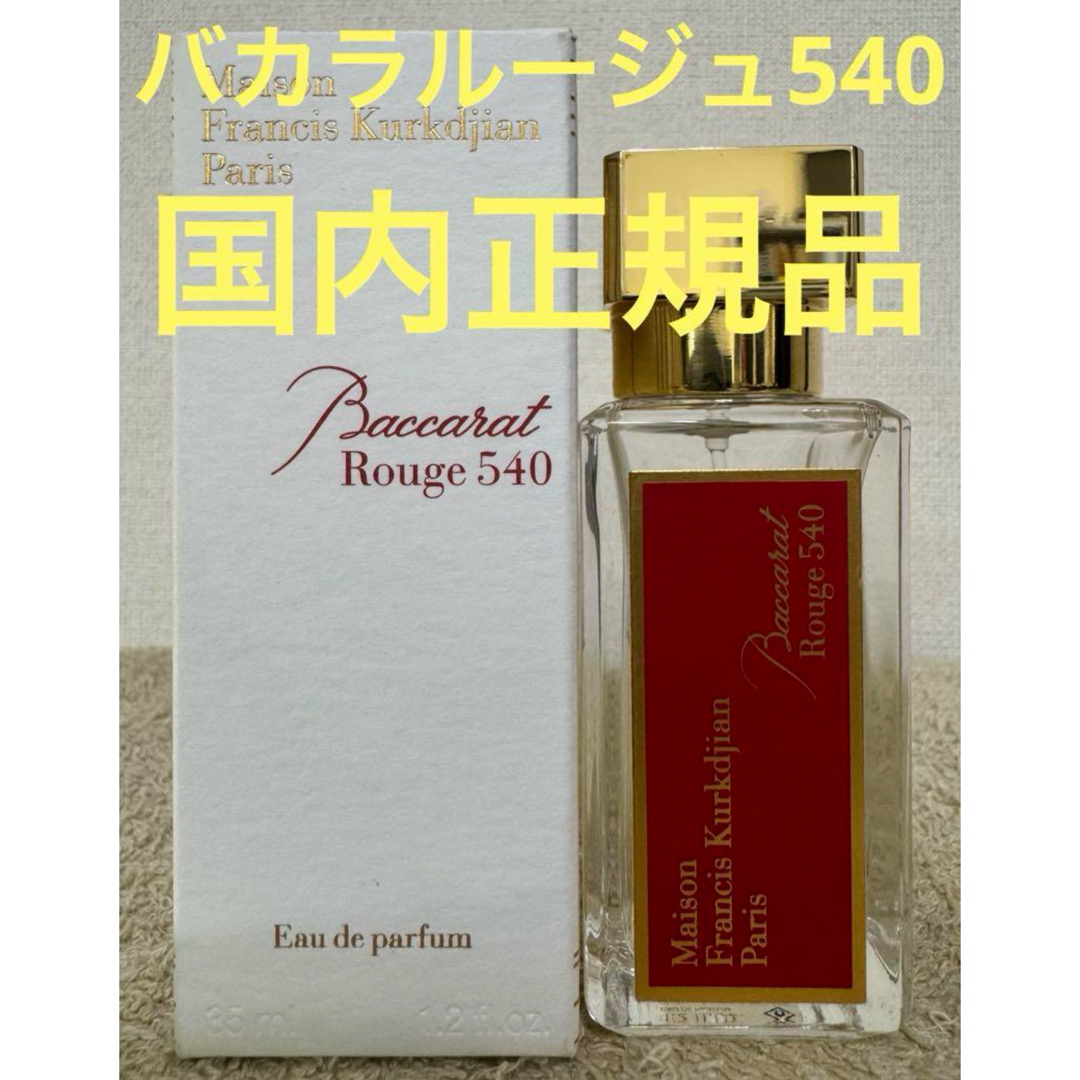 バカラルージュ540
国内正規品
Maison
Francis Kurkdjian
Paris
Baccarat
Rouge 540
Eau de parfum
35 ml
1.2 fl.oz.
Baccarat
Rouge 540
Maison
Francis Kurkdjian
Paris